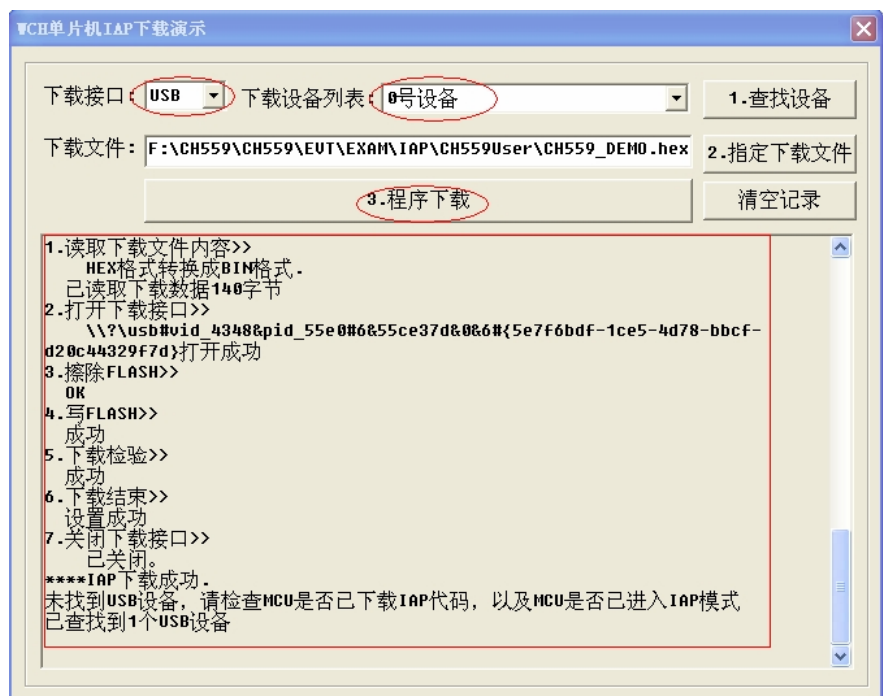 WCH单片机IAP下载演示
下载接口: USB 下载设备列表: 0号设备 1.查找设备
下载文件: F:\CH559\CH559\EVT\EXAM\IAP\CH559User\CH559_DEMO.hex 2.指定下载文件
3.程序下载 清空记录
1.读取下载文件内容>>
HEX格式转换成BIN格式.
已读取下载数据140字节
2.打开下载接口>>
\\?\usb#vid_4348&pid_55e0#6&55ce37d&0&6#{5e7f6bdf-1ce5-4d78-bbcf-
d20c44329f7d}打开成功
3.擦除FLASH>>
OK
4.写FLASH>>
成功
5.下载检验>>
成功
6.下载结束>>
设置成功
7.关闭下载接口>>
已关闭。
****IAP下载成功.
未找到USB设备，请检查MCU是否已下载IAP代码，以及MCU是否已进入IAP模式
已查找到1个USB设备